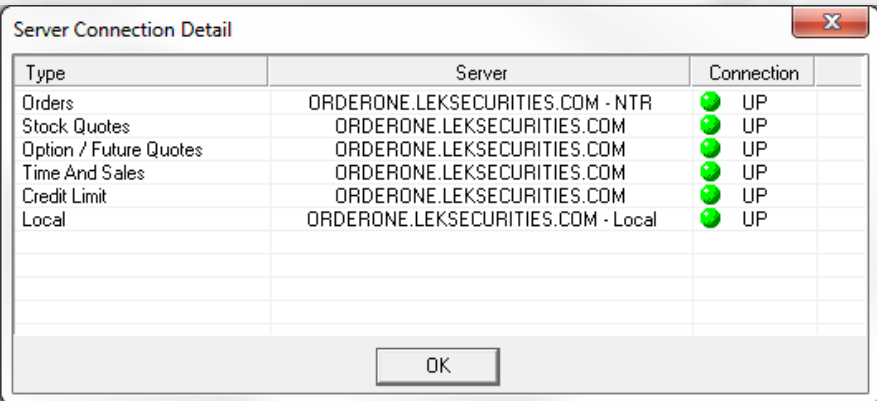 Server Connection Detail
Type Server Connection
Orders ORDERONE.LEKSECURITIES.COM - NTR UP
Stock Quotes ORDERONE.LEKSECURITIES.COM UP
Option / Future Quotes ORDERONE.LEKSECURITIES.COM UP
Time And Sales ORDERONE.LEKSECURITIES.COM UP
Credit Limit ORDERONE.LEKSECURITIES.COM UP
Local ORDERONE.LEKSECURITIES.COM - Local UP
OK